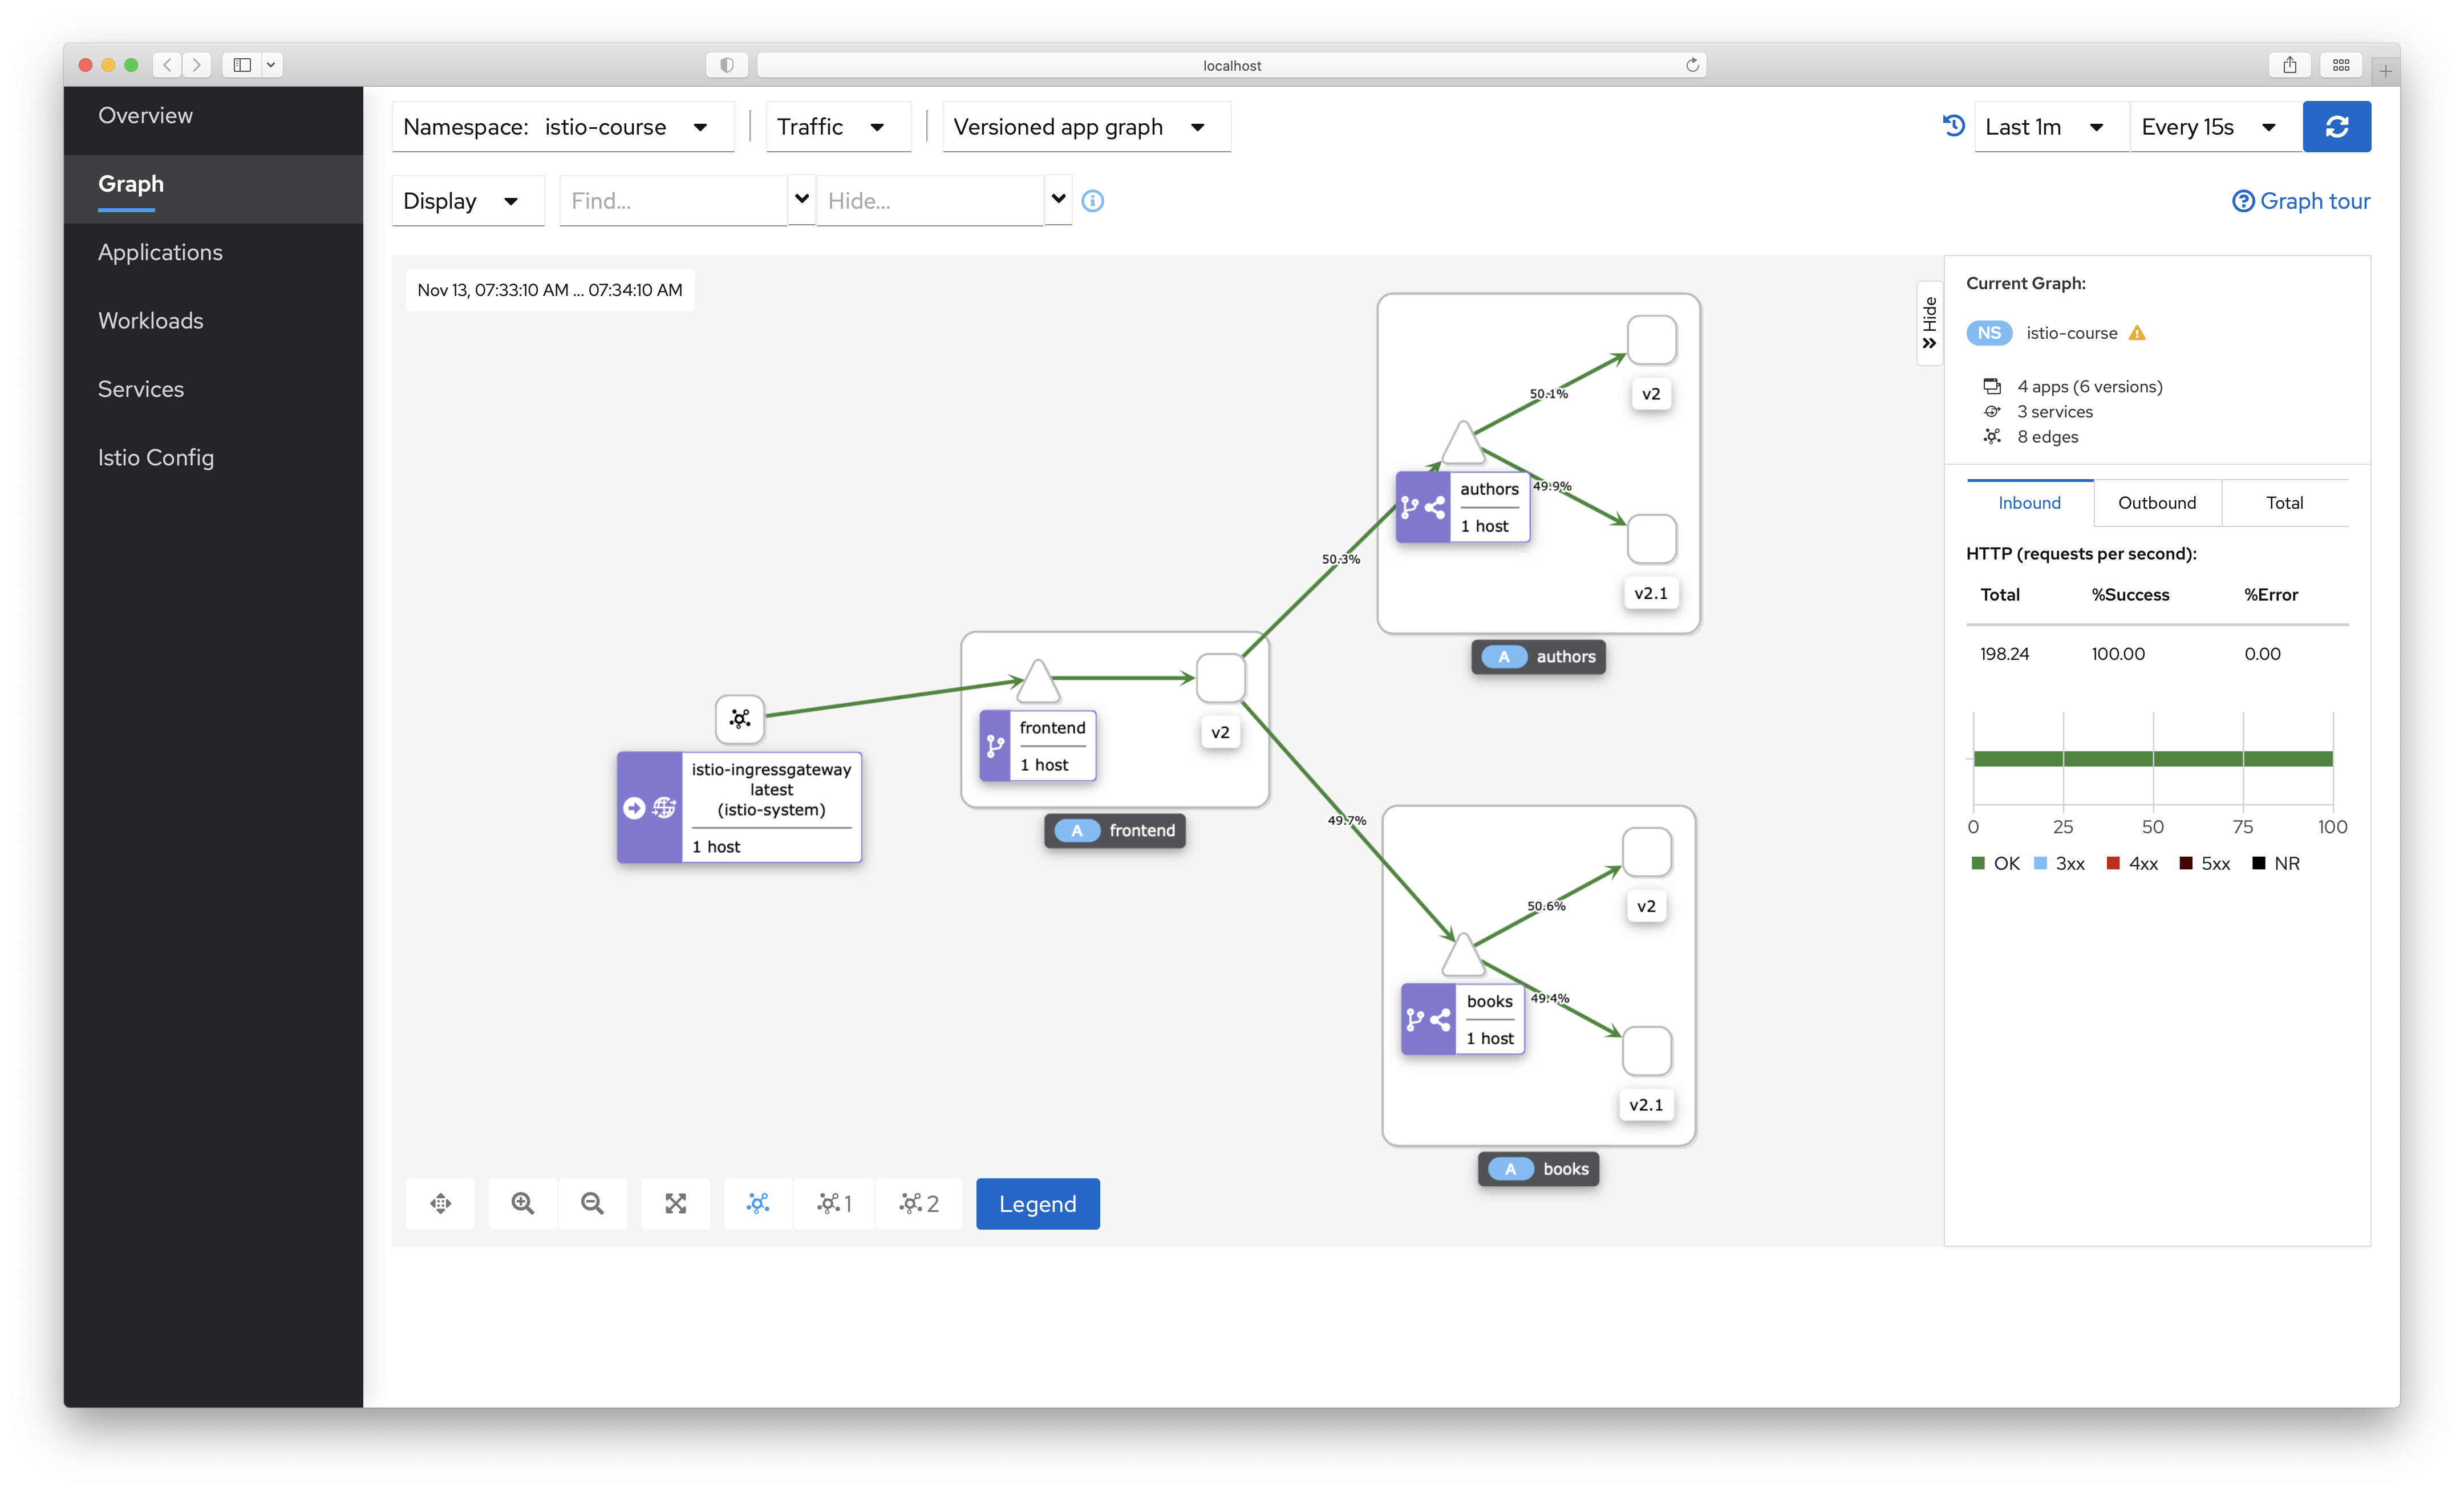 localhost
Overview
Graph
Applications
Workloads
Services
Istio Config
Namespace: istio-course
Traffic
Versioned app graph
Last 1m
Every 15s
Display
Find...
Hide...
Graph tour
Nov 13, 07:33:10 AM ... 07:34:10 AM
istio-ingressgateway
latest
(istio-system)
1 host
frontend
1 host
v2
A frontend
50.3%
49.7%
authors
1 host
50.1%
49.9%
v2
v2.1
A authors
books
1 host
50.6%
49.4%
v2
v2.1
A books
1
2
Legend
Hide
Current Graph:
NS istio-course
4 apps (6 versions)
3 services
8 edges
Inbound
Outbound
Total
HTTP (requests per second):
Total %Success %Error
198.24 100.00 0.00
0 25 50 75 100
OK 3xx 4xx 5xx NR